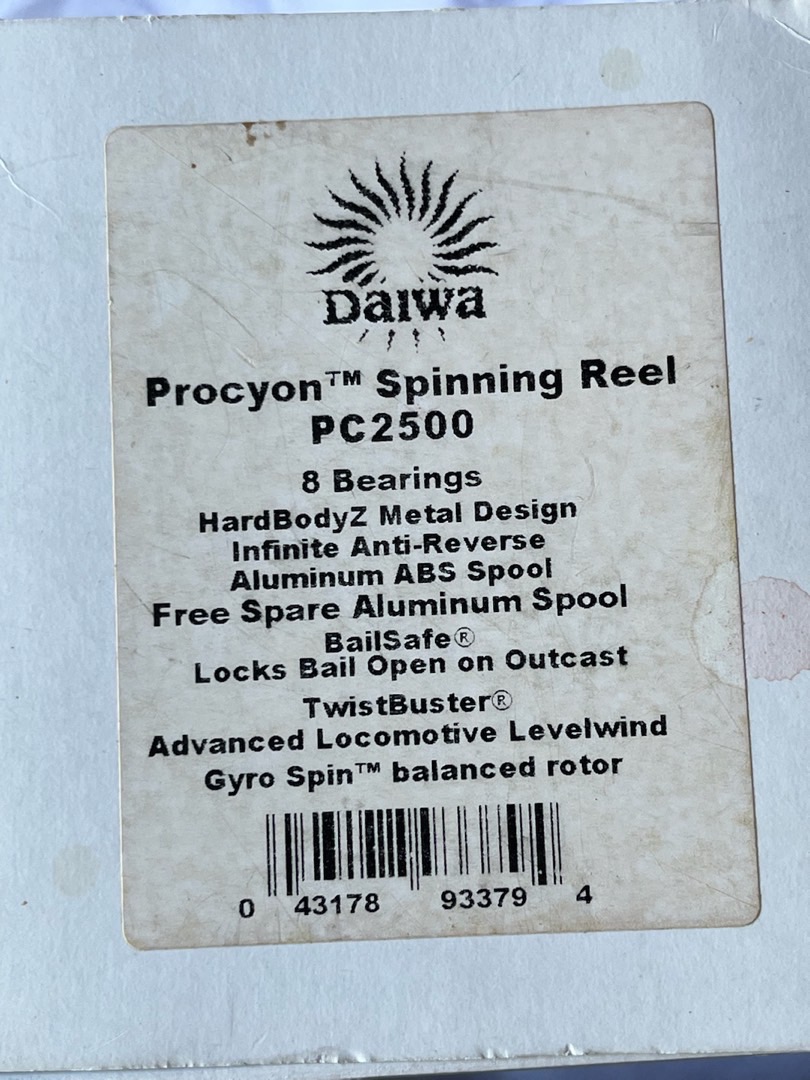 Daiwa
Procyon™ Spinning Reel
PC2500
8 Bearings
HardBodyZ Metal Design
Infinite Anti-Reverse
Aluminum ABS Spool
Free Spare Aluminum Spool
BailSafe®
Locks Bail Open on Outcast
TwistBuster®
Advanced Locomotive Levelwind
Gyro Spin™ balanced rotor
0 43178 93379 4